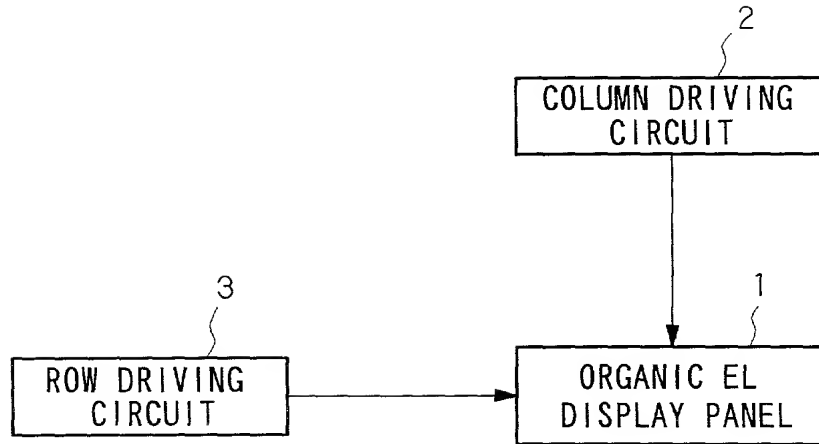 2
COLUMN DRIVING
CIRCUIT
3
1
ROW DRIVING
CIRCUIT
ORGANIC EL
DISPLAY PANEL